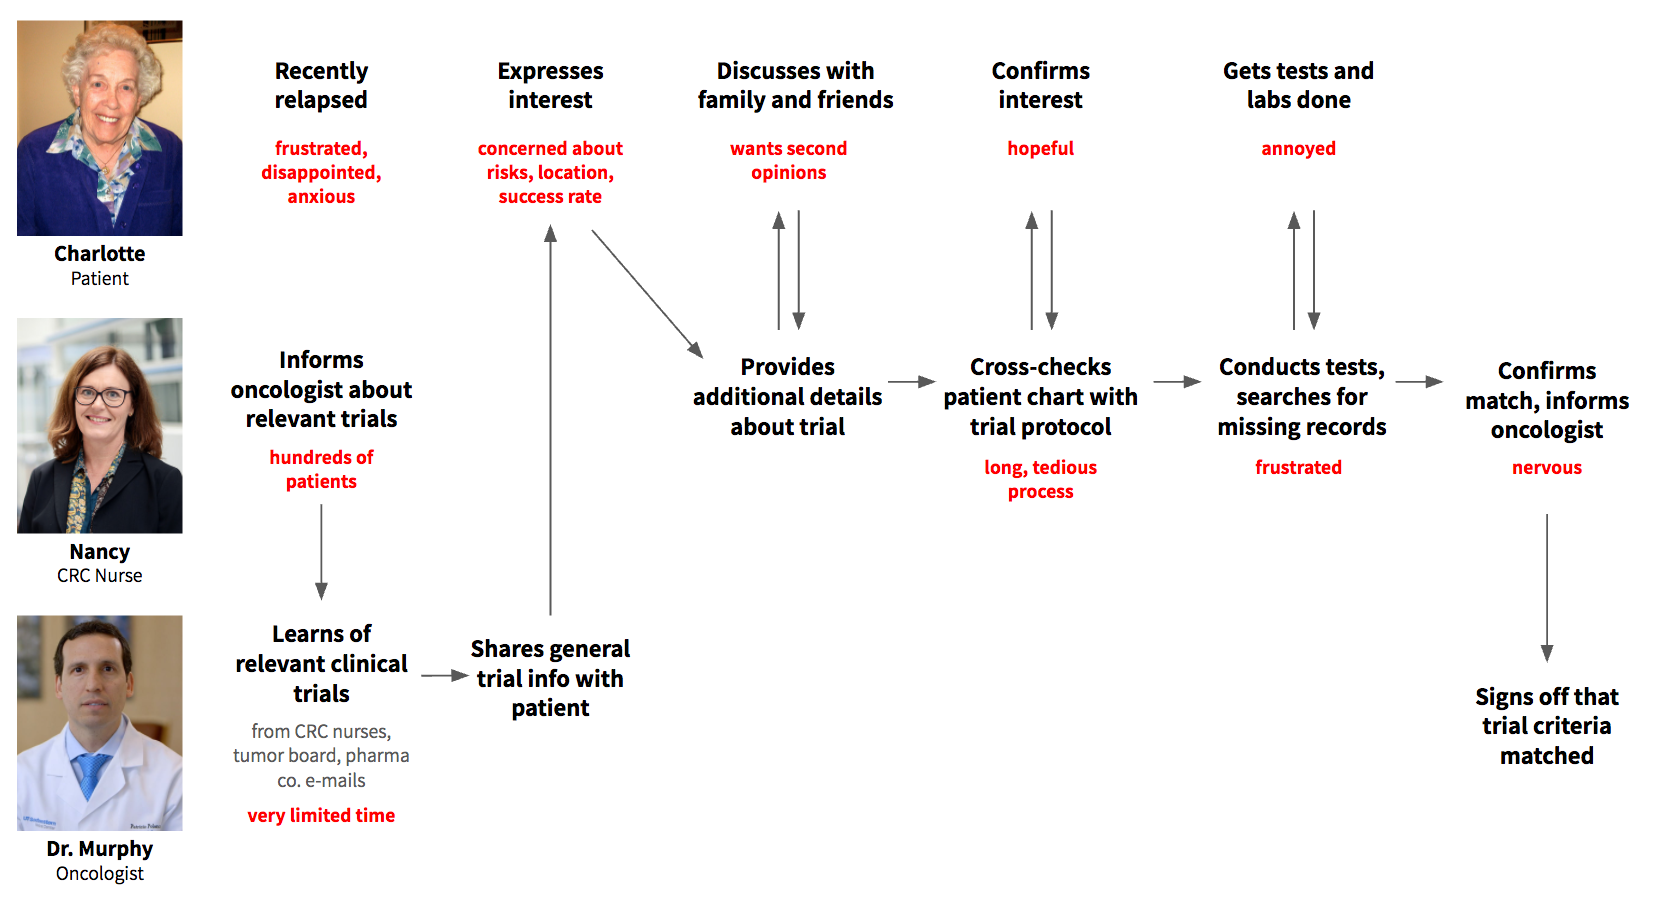 Recently
relapsed
frustrated,
disappointed,
anxious
Expresses
interest
concerned about
risks, location,
success rate
Discusses with
family and friends
wants second
opinions
Confirms
interest
hopeful
Gets tests and
labs done
annoyed
Charlotte
Patient
Informs
oncologist about
relevant trials
hundreds of
patients
Provides
additional details
about trial
Cross-checks
patient chart with
trial protocol
long, tedious
process
Conducts tests,
searches for
missing records
frustrated
Confirms
match, informs
oncologist
nervous
Nancy
CRC Nurse
Learns of
relevant clinical
trials
from CRC nurses,
tumor board, pharma
co. e-mails
very limited time
Shares general
trial info with
patient
Signs off that
trial criteria
matched
Dr. Murphy
Oncologist